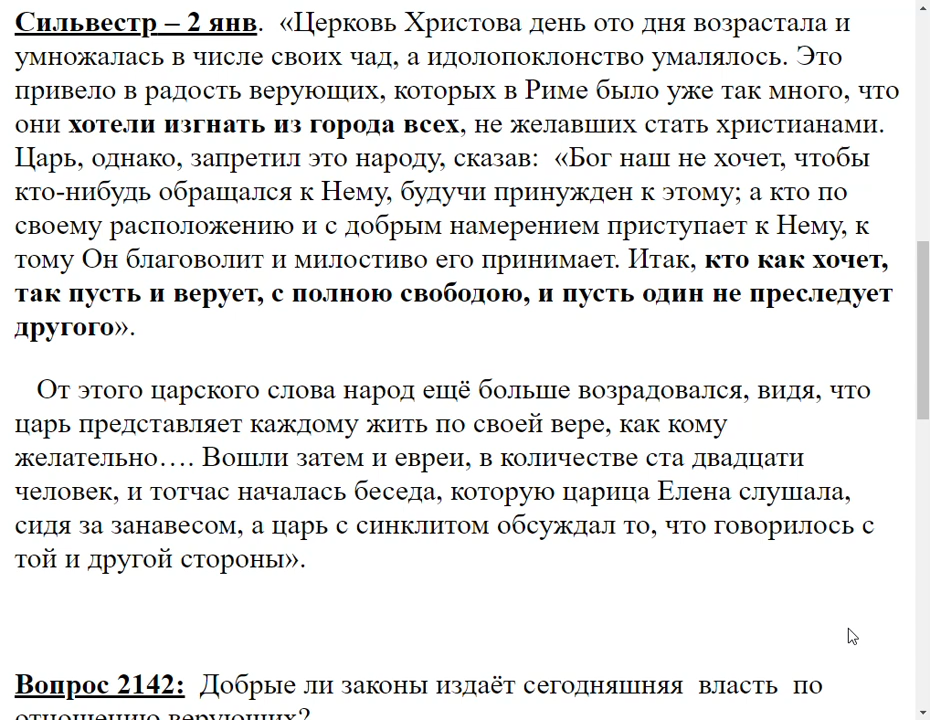 Сильвестр – 2 янв.  «Церковь Христова день ото дня возрастала и
умножалась в числе своих чад, а идолопоклонство умалялось. Это
привело в радость верующих, которых в Риме было уже так много, что
они хотели изгнать из города всех, не желавших стать христианами.
Царь, однако, запретил это народу, сказав:  «Бог наш не хочет, чтобы
кто-нибудь обращался к Нему, будучи принужден к этому; а кто по
своему расположению и с добрым намерением приступает к Нему, к
тому Он благоволит и милостиво его принимает. Итак, кто как хочет,
так пусть и верует, с полною свободою, и пусть один не преследует
другого».
От этого царского слова народ ещё больше возрадовался, видя, что
царь представляет каждому жить по своей вере, как кому
желательно…. Вошли затем и евреи, в количестве ста двадцати
человек, и тотчас началась беседа, которую царица Елена слушала,
сидя за занавесом, а царь с синклитом обсуждал то, что говорилось с
той и другой стороны».
Вопрос 2142:  Добрые ли законы издаёт сегодняшняя  власть  по
отношению верующих?